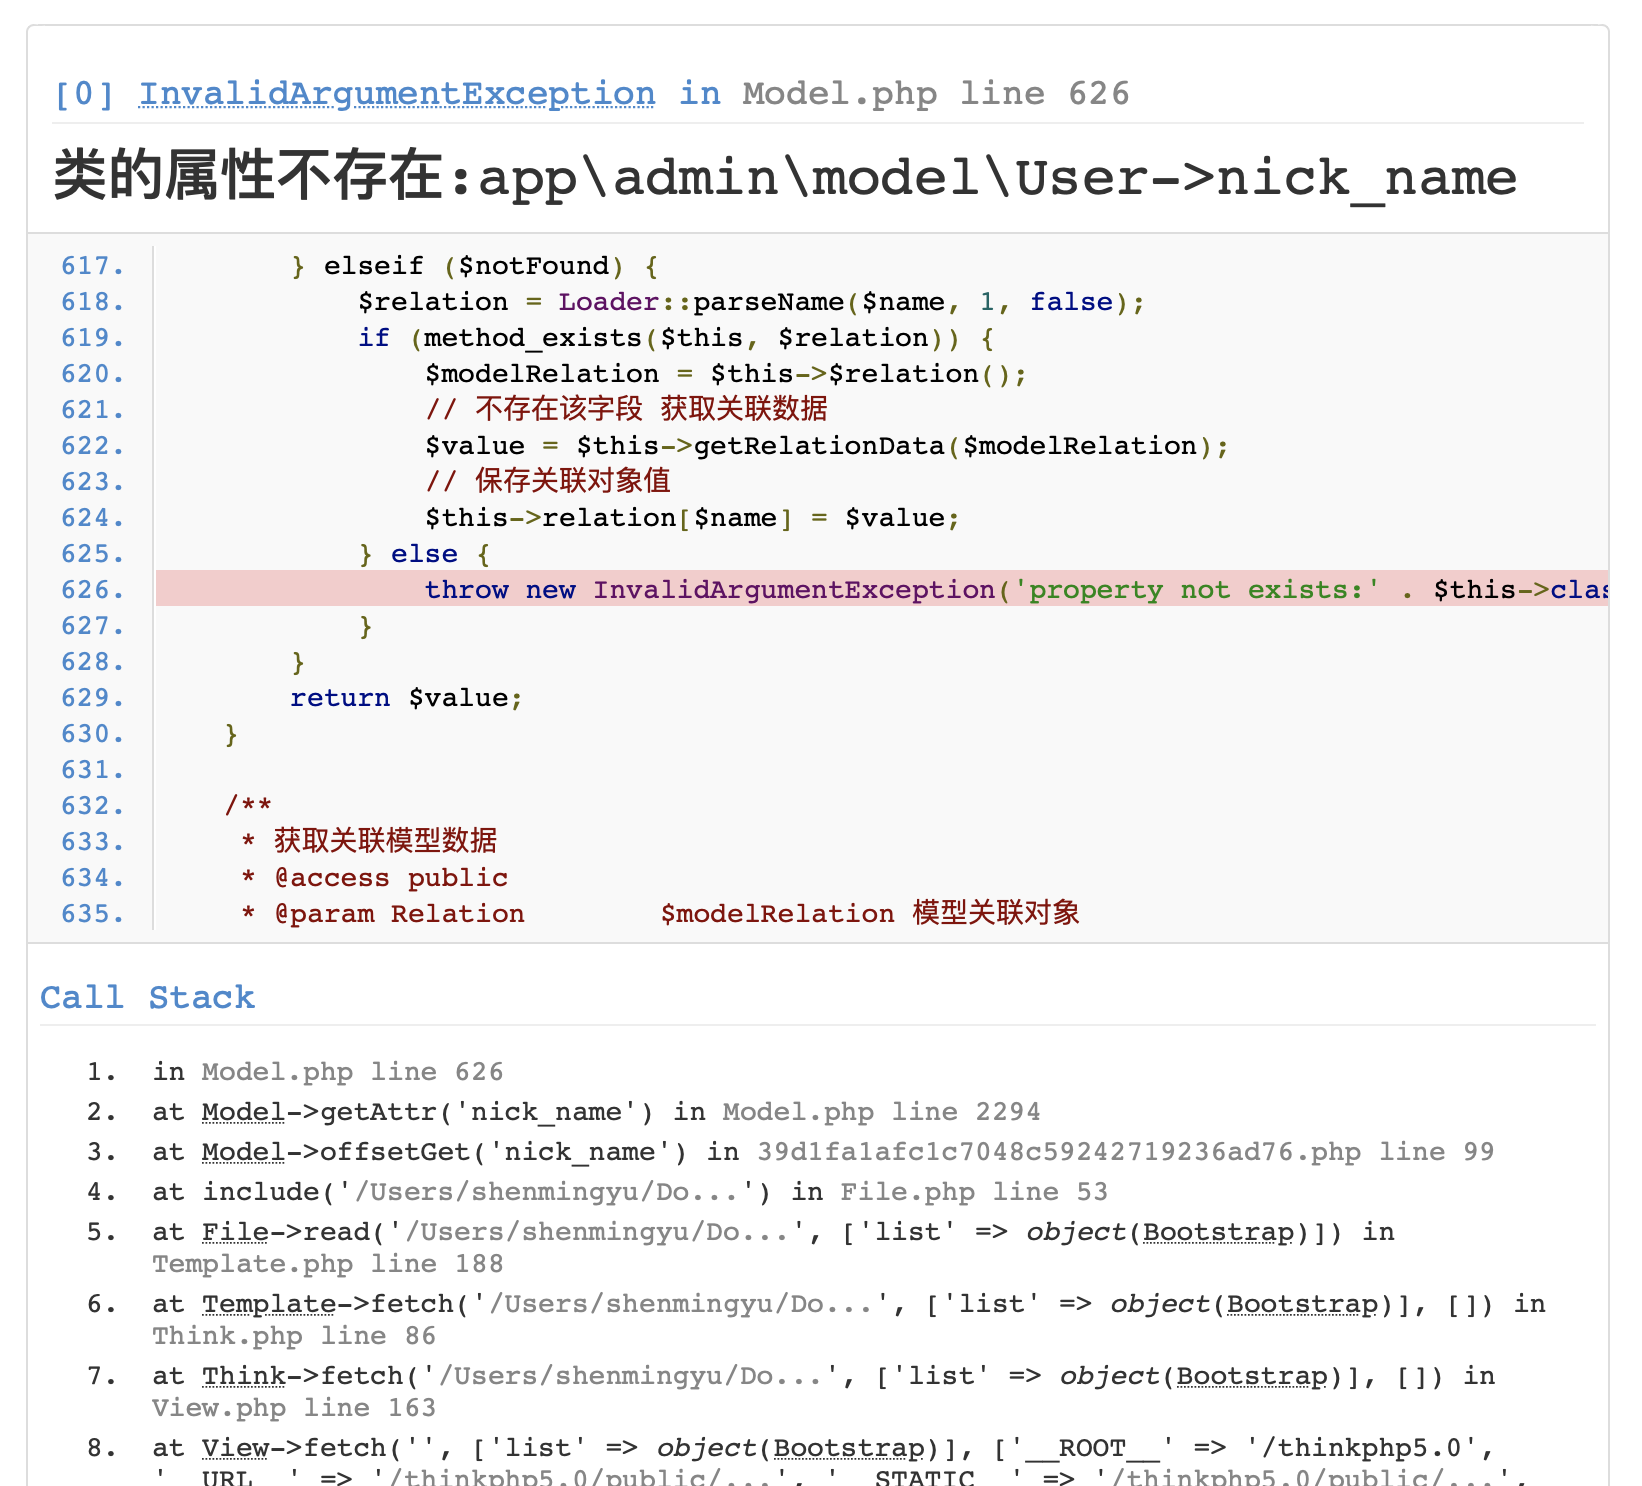 [0] InvalidArgumentException in Model.php line 626
类的属性不存在:app\admin\model\User->nick_name
617. } elseif ($notFound) {
618. $relation = Loader::parseName($name, 1, false);
619. if (method_exists($this, $relation)) {
620. $modelRelation = $this->$relation();
621. // 不存在该字段 获取关联数据
622. $value = $this->getRelationData($modelRelation);
623. // 保存关联对象值
624. $this->relation[$name] = $value;
625. } else {
626. throw new InvalidArgumentException('property not exists:' . $this->clas
627. }
628. }
629. return $value;
630. }
631.
632. /**
633. * 获取关联模型数据
634. * @access public
635. * @param Relation $modelRelation 模型关联对象
Call Stack
1. in Model.php line 626
2. at Model->getAttr('nick_name') in Model.php line 2294
3. at Model->offsetGet('nick_name') in 39d1fa1afc1c7048c59242719236ad76.php line 99
4. at include('/Users/shenmingyu/Do...') in File.php line 53
5. at File->read('/Users/shenmingyu/Do...', ['list' => object(Bootstrap)]) in
Template.php line 188
6. at Template->fetch('/Users/shenmingyu/Do...', ['list' => object(Bootstrap)], []) in
Think.php line 86
7. at Think->fetch('/Users/shenmingyu/Do...', ['list' => object(Bootstrap)], []) in
View.php line 163
8. at View->fetch('', ['list' => object(Bootstrap)], ['__ROOT__' => '/thinkphp5.0',
'__URL__' => '/thinkphp5.0/public/...', '__STATIC__' => '/thinkphp5.0/public/...',